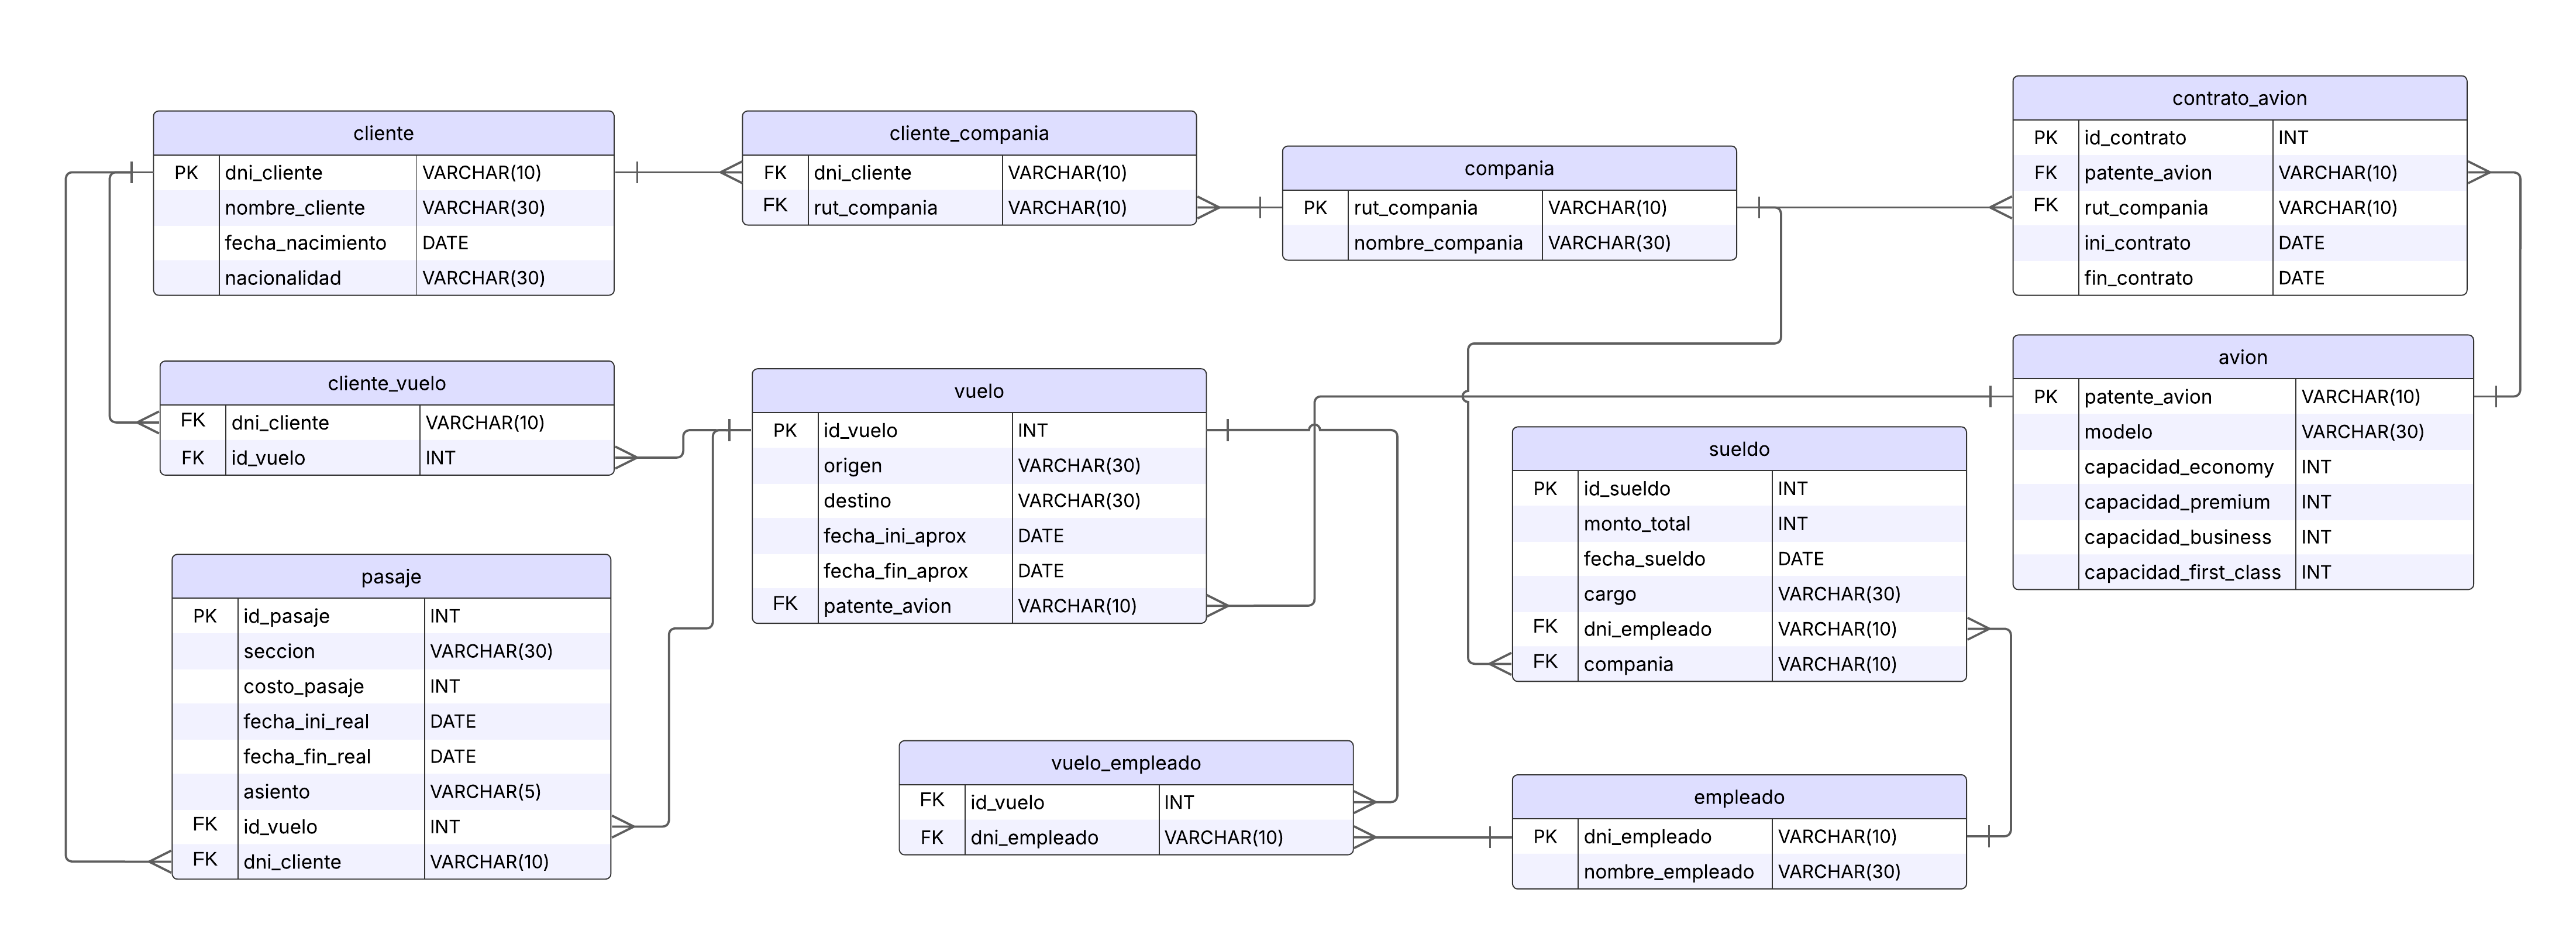 cliente
PK dni_cliente VARCHAR(10)
nombre_cliente VARCHAR(30)
fecha_nacimiento DATE
nacionalidad VARCHAR(30)
cliente_compania
FK dni_cliente VARCHAR(10)
FK rut_compania VARCHAR(10)
compania
PK rut_compania VARCHAR(10)
nombre_compania VARCHAR(30)
contrato_avion
PK id_contrato INT
FK patente_avion VARCHAR(10)
FK rut_compania VARCHAR(10)
ini_contrato DATE
fin_contrato DATE
cliente_vuelo
FK dni_cliente VARCHAR(10)
FK id_vuelo INT
vuelo
PK id_vuelo INT
origen VARCHAR(30)
destino VARCHAR(30)
fecha_ini_aprox DATE
fecha_fin_aprox DATE
FK patente_avion VARCHAR(10)
avion
PK patente_avion VARCHAR(10)
modelo VARCHAR(30)
capacidad_economy INT
capacidad_premium INT
capacidad_business INT
capacidad_first_class INT
sueldo
PK id_sueldo INT
monto_total INT
fecha_sueldo DATE
cargo VARCHAR(30)
FK dni_empleado VARCHAR(10)
FK compania VARCHAR(10)
pasaje
PK id_pasaje INT
seccion VARCHAR(30)
costo_pasaje INT
fecha_ini_real DATE
fecha_fin_real DATE
asiento VARCHAR(5)
FK id_vuelo INT
FK dni_cliente VARCHAR(10)
vuelo_empleado
FK id_vuelo INT
FK dni_empleado VARCHAR(10)
empleado
PK dni_empleado VARCHAR(10)
nombre_empleado VARCHAR(30)